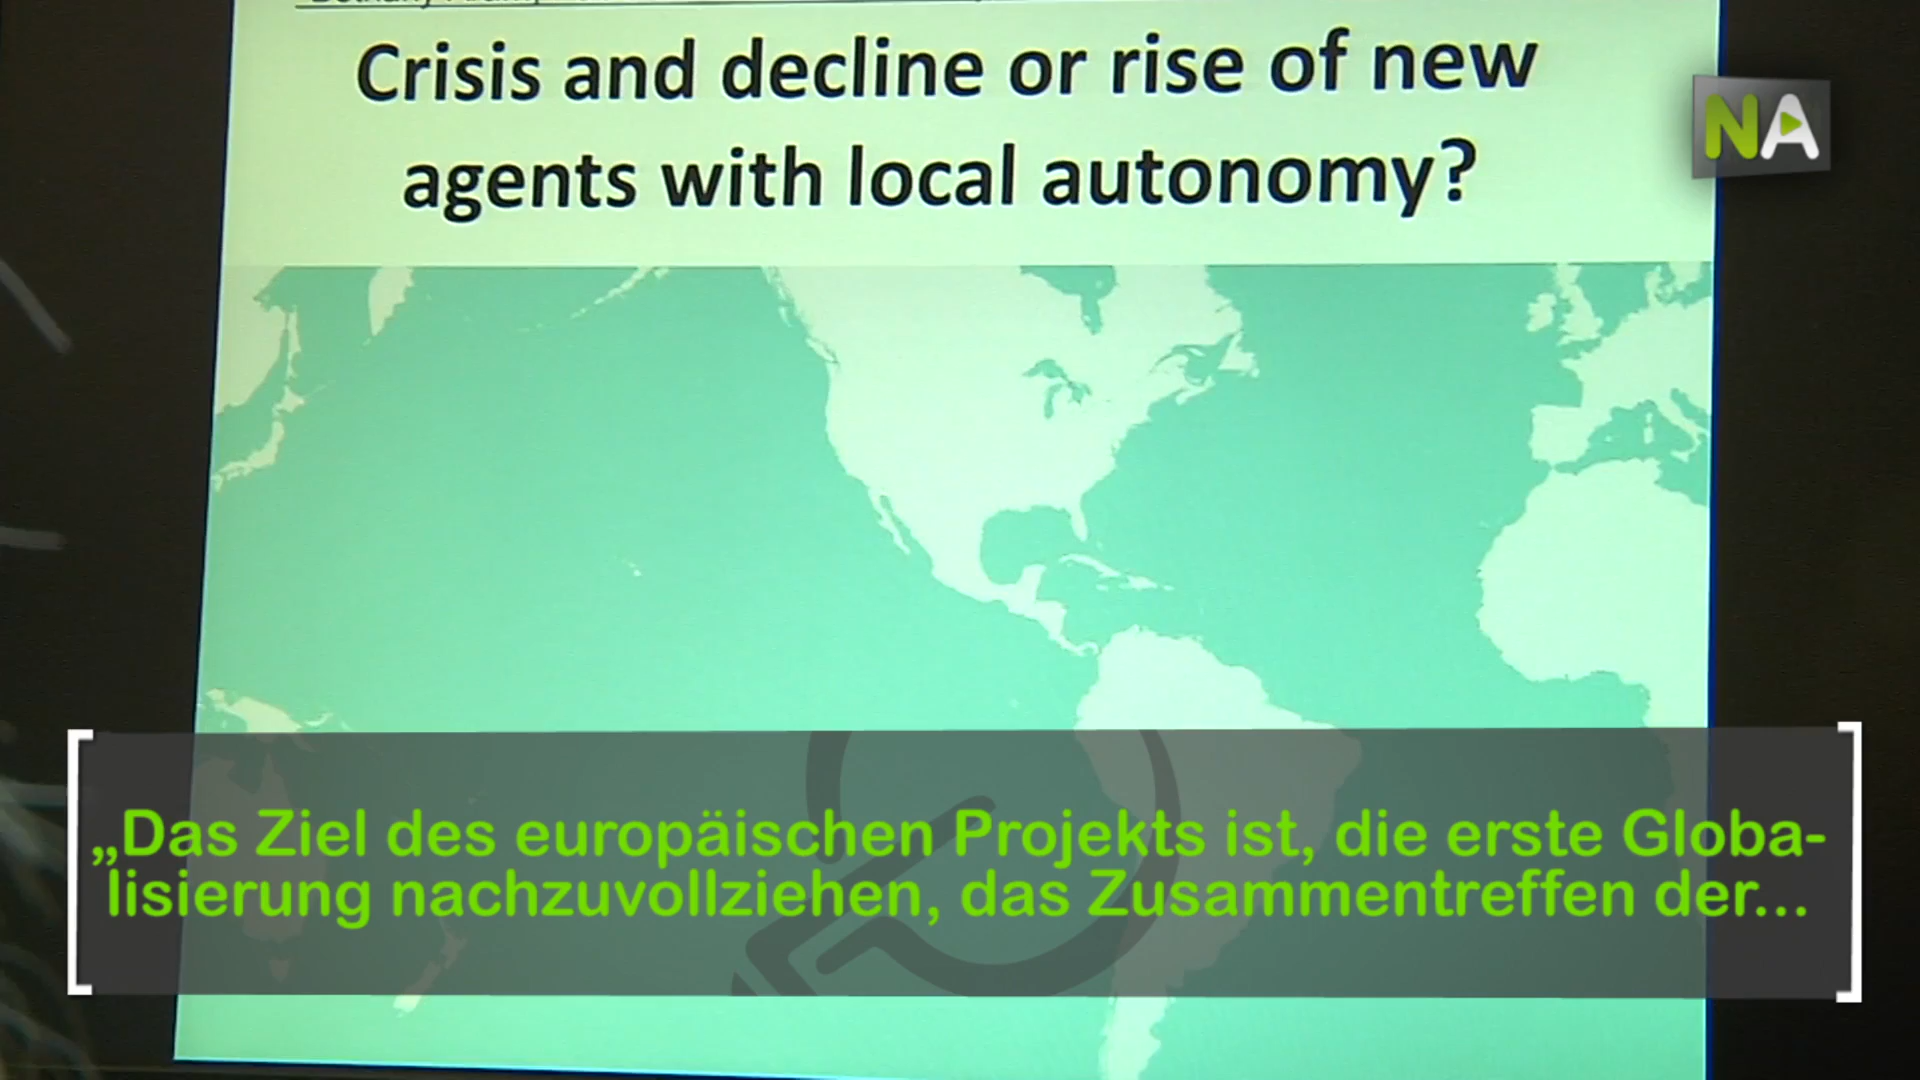 Crisis and decline or rise of new
agents with local autonomy?
NA
„Das Ziel des europäischen Projekts ist, die erste Globa-
lisierung nachzuvollziehen, das Zusammentreffen der...